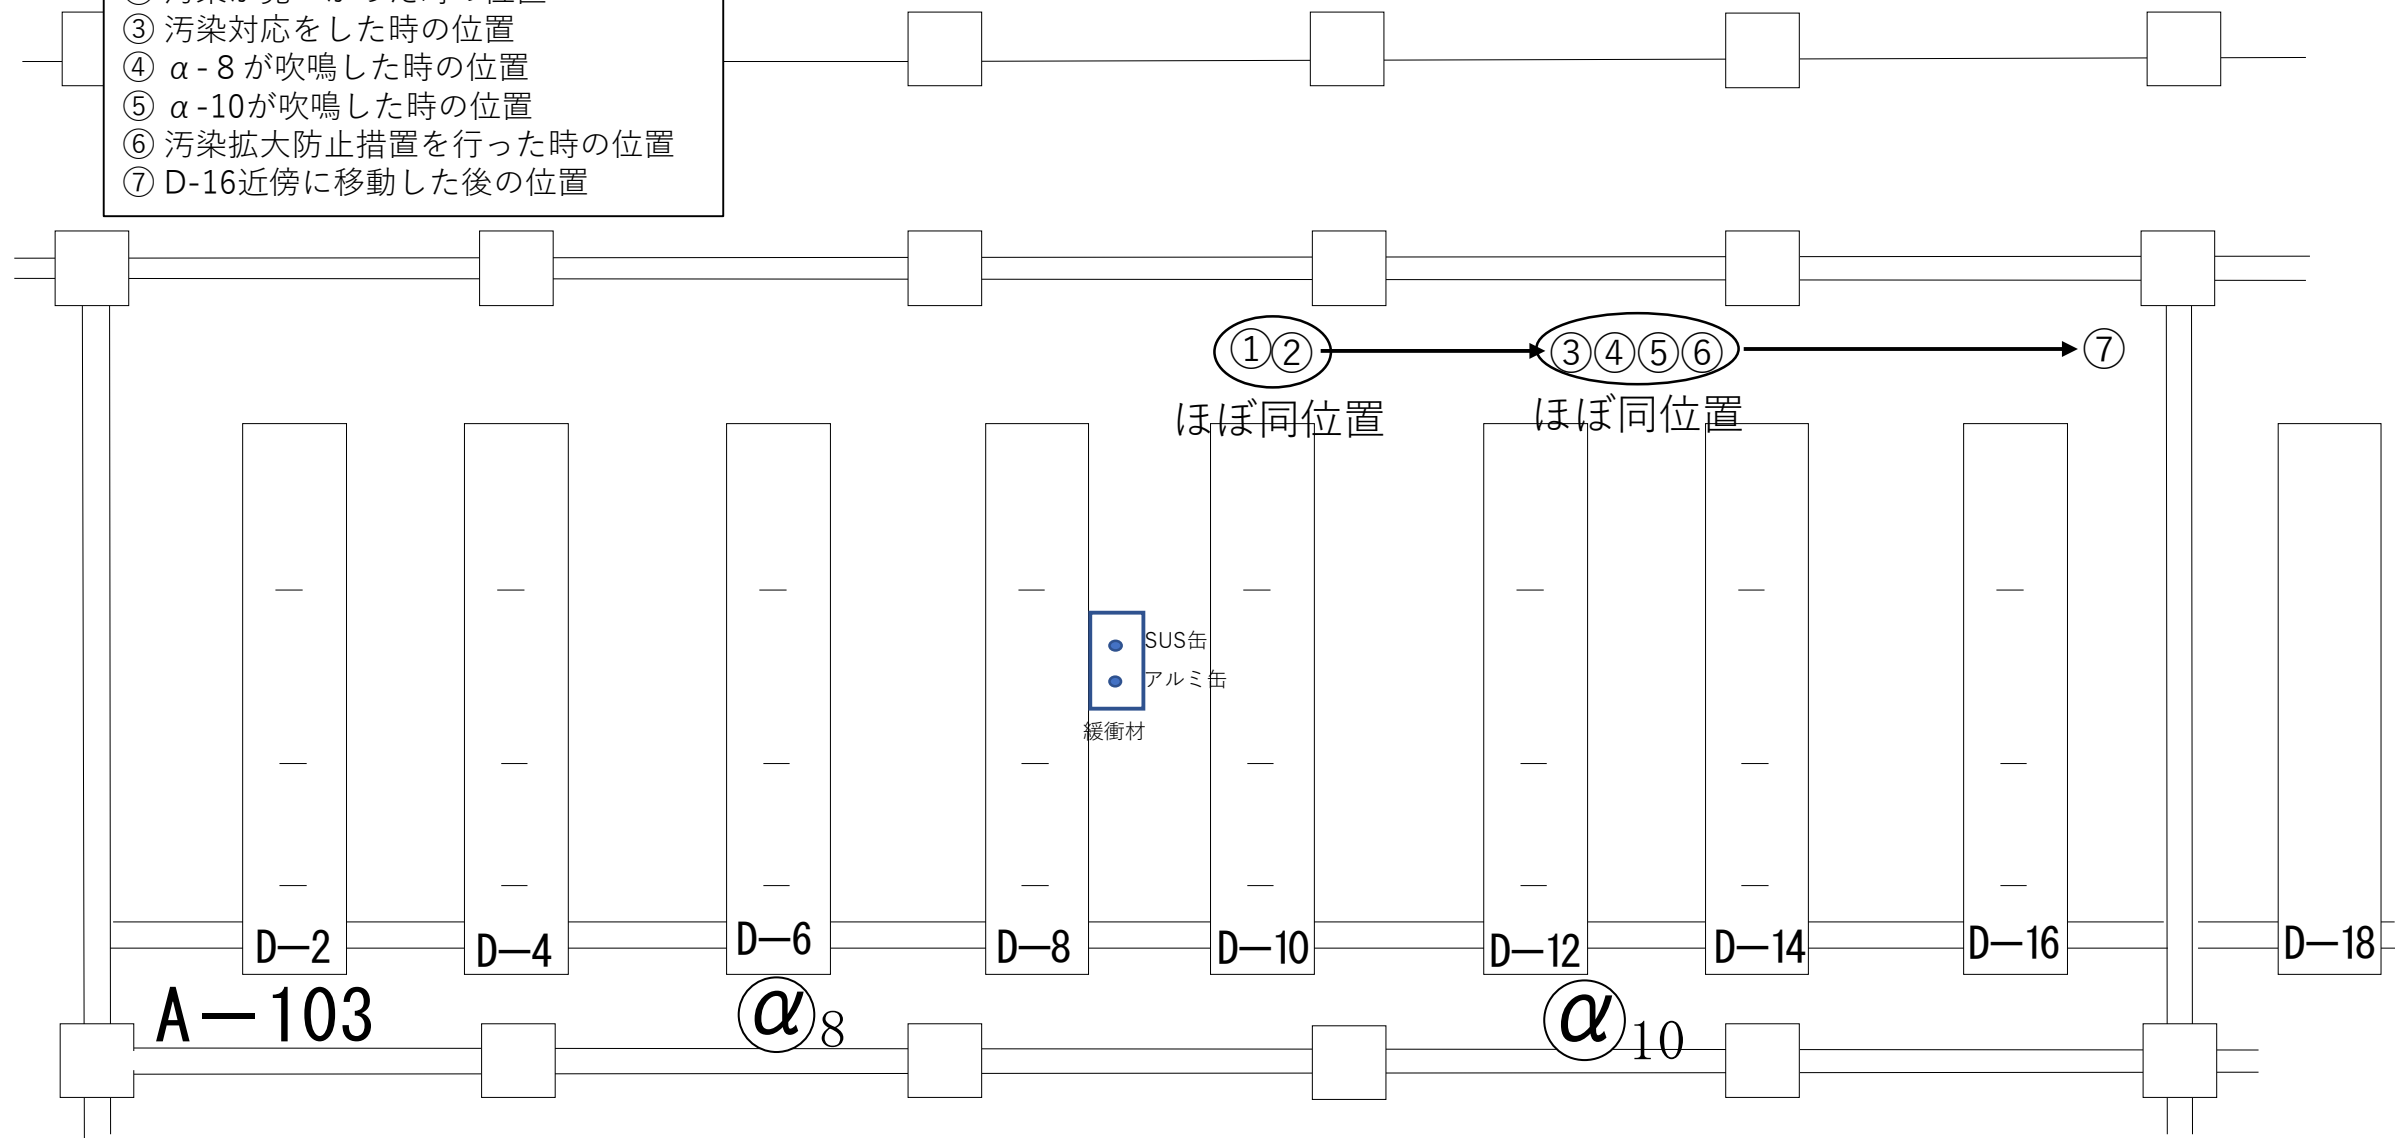 ③ 汚染対応をした時の位置
④ α-8が吹鳴した時の位置
⑤ α-10が吹鳴した時の位置
⑥ 汚染拡大防止措置を行った時の位置
⑦ D-16近傍に移動した後の位置
①② ③④⑤⑥ ⑦
ほぼ同位置 ほぼ同位置
SUS缶
アルミ缶
緩衝材
D—2 D—4 D—6 D—8 D—10 D—12 D—14 D—16 D—18
A—103 α8 α10